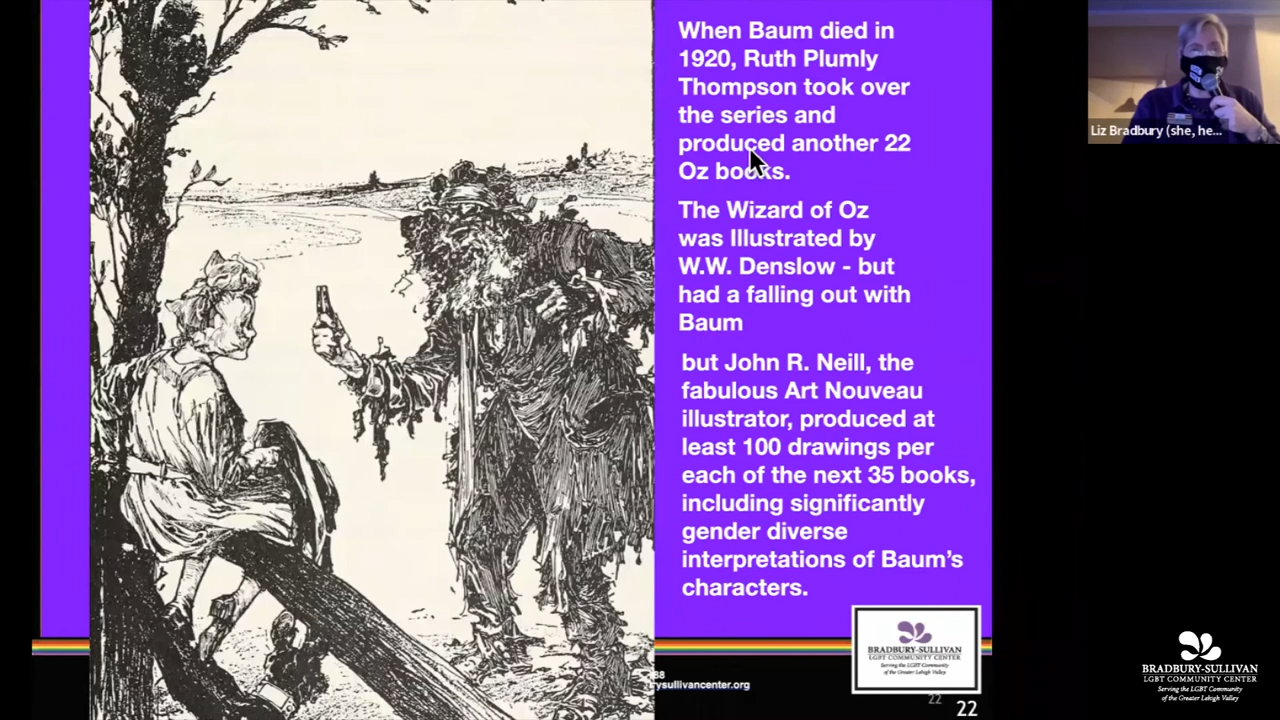 When Baum died in
1920, Ruth Plumly
Thompson took over
the series and
produced another 22
Oz books.
The Wizard of Oz
was Illustrated by
W.W. Denslow - but
had a falling out with
Baum
but John R. Neill, the
fabulous Art Nouveau
illustrator, produced at
least 100 drawings per
each of the next 35 books,
including significantly
gender diverse
interpretations of Baum’s
characters.
Liz Bradbury (she, he...
BRADBURY-SULLIVAN
LGBT COMMUNITY CENTER
Serving the LGBT Community
of the Greater Lehigh Valley
88
rysullivancenter.org
22
22
BRADBURY-SULLIVAN
LGBT COMMUNITY CENTER
Serving the LGBT Community
of the Greater Lehigh Valley